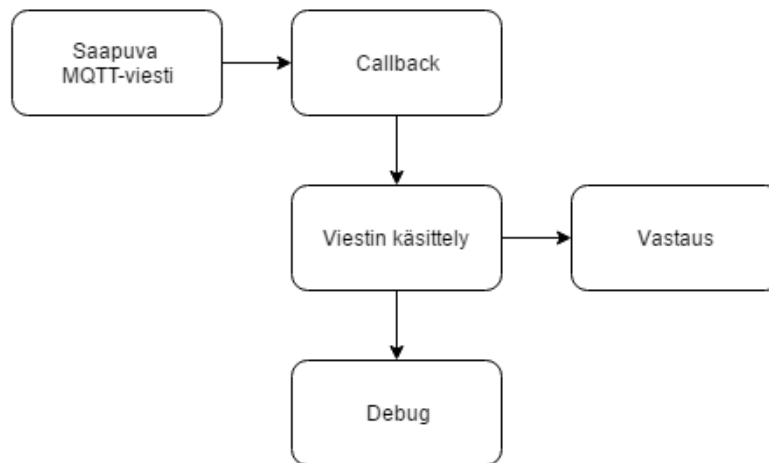 Saapuva
MQTT-viesti
Callback
Viestin käsittely
Vastaus
Debug